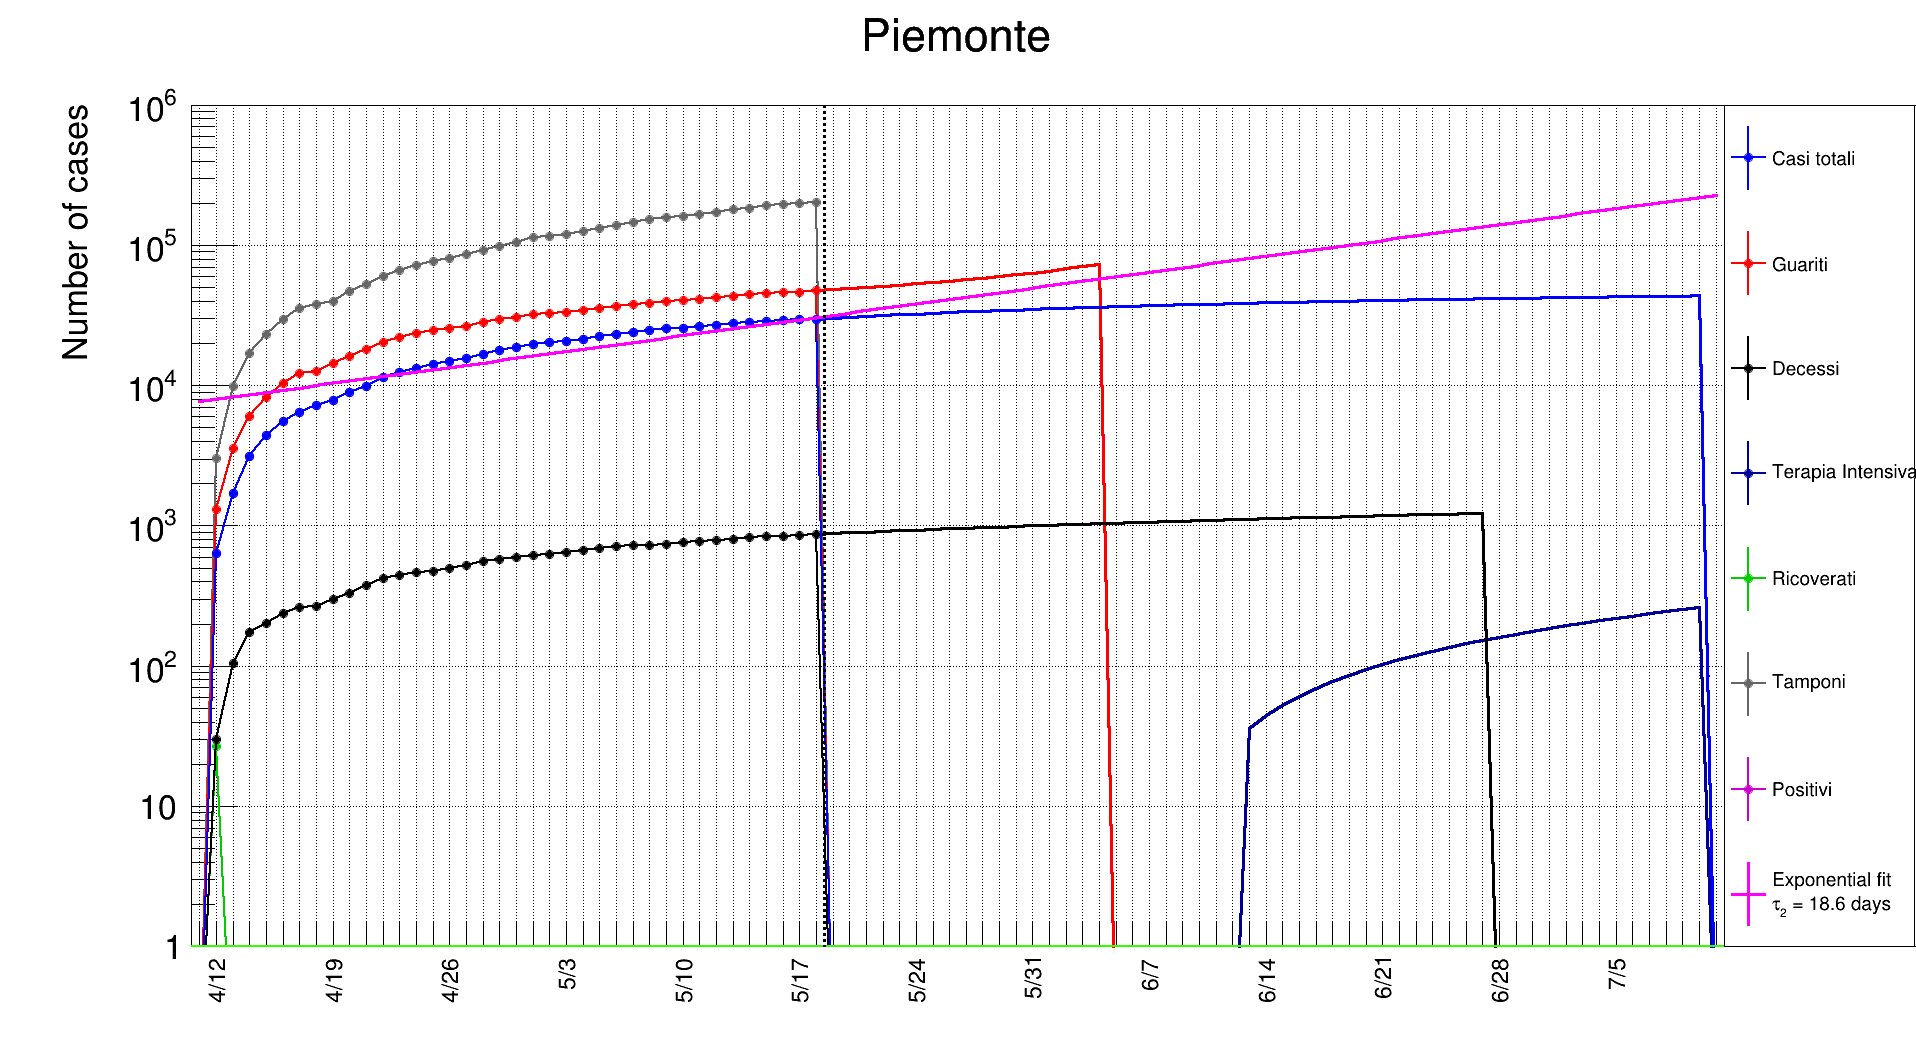 Piemonte
Number of cases
10^6
10^5
10^4
10^3
10^2
10
1
4/12
4/19
4/26
5/3
5/10
5/17
5/24
5/31
6/7
6/14
6/21
6/28
7/5
Casi totali
Guariti
Decessi
Terapia Intensiva
Ricoverati
Tamponi
Positivi
Exponential fit
τ_2 = 18.6 days